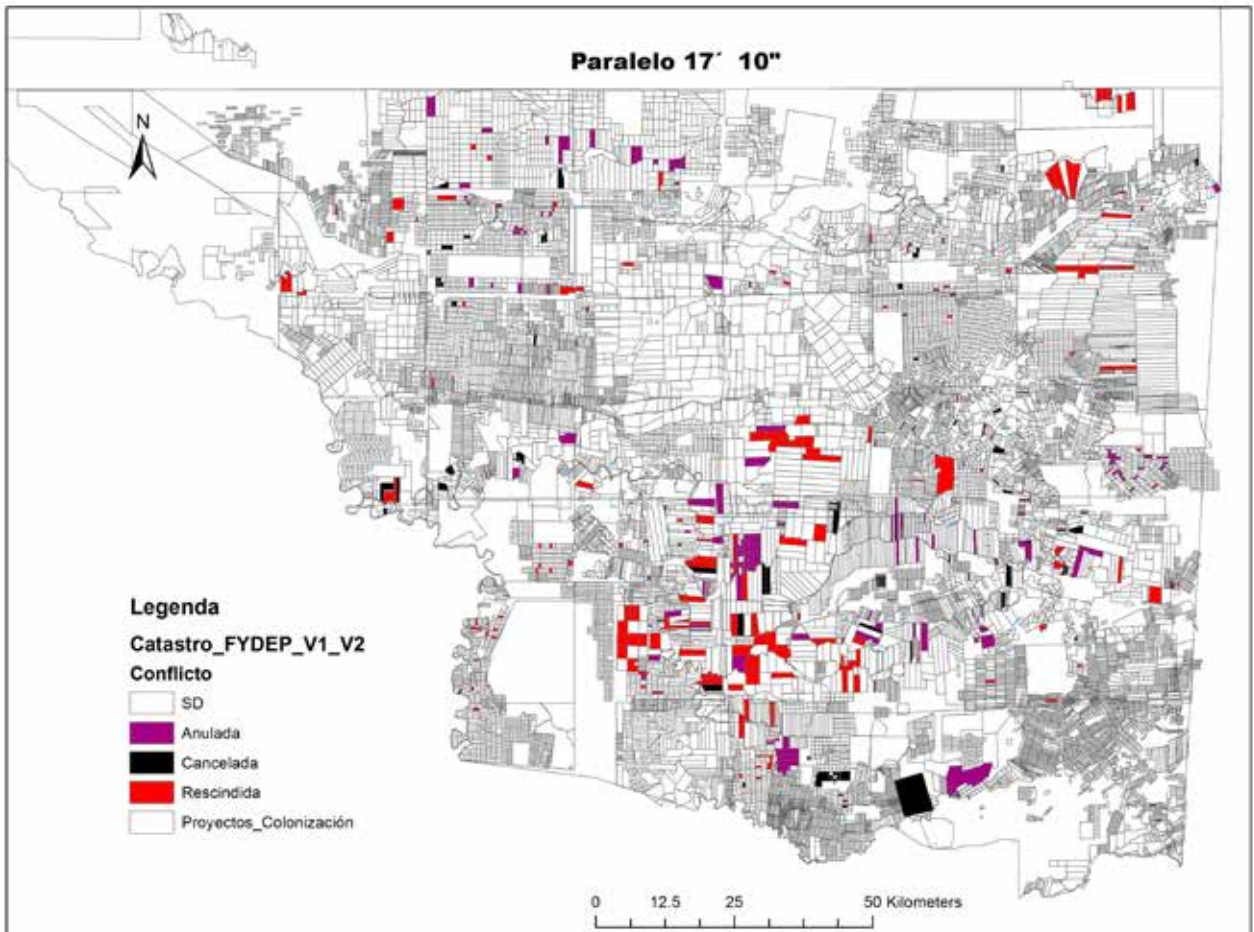 Paralelo 17´ 10"
N
Legenda
Catastro_FYDEP_V1_V2
Conflicto
SD
Anulada
Cancelada
Rescindida
Proyectos_Colonización
0 12.5 25 50 Kilometers